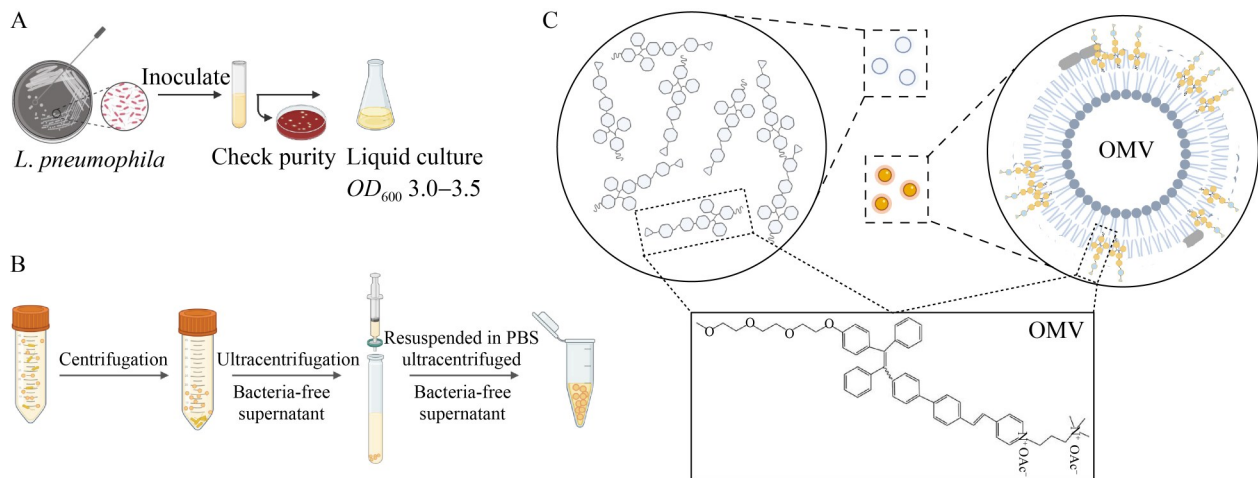 A
Inoculate
L. pneumophila
Check purity
Liquid culture
OD600 3.0–3.5
B
Centrifugation
Ultracentrifugation
Bacteria-free
supernatant
Resuspended in PBS
ultracentrifuged
Bacteria-free
supernatant
C
OMV
OMV
O
O
O
O
N+
OAc−
N+
OAc−